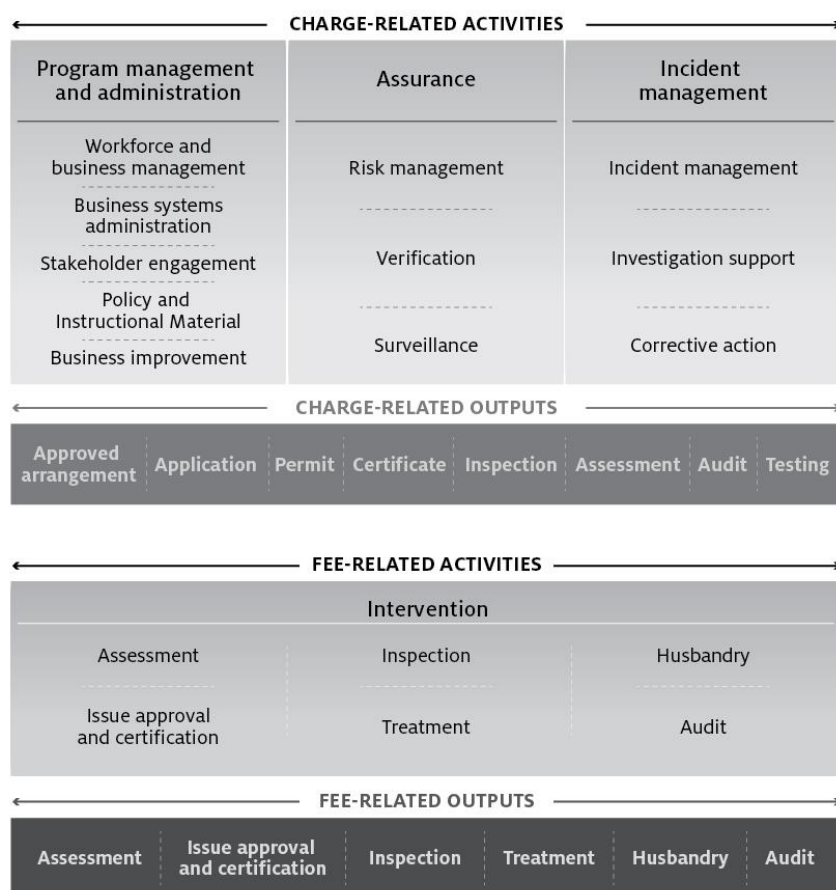 CHARGE-RELATED ACTIVITIES
Program management
and administration
Workforce and
business management
Business systems
administration
Stakeholder engagement
Policy and
Instructional Material
Business improvement
Assurance
Risk management
Verification
Surveillance
Incident
management
Incident management
Investigation support
Corrective action
CHARGE-RELATED OUTPUTS
Approved
arrangement
Application
Permit
Certificate
Inspection
Assessment
Audit
Testing
FEE-RELATED ACTIVITIES
Intervention
Assessment
Inspection
Husbandry
Issue approval
and certification
Treatment
Audit
FEE-RELATED OUTPUTS
Assessment
Issue approval
and certification
Inspection
Treatment
Husbandry
Audit